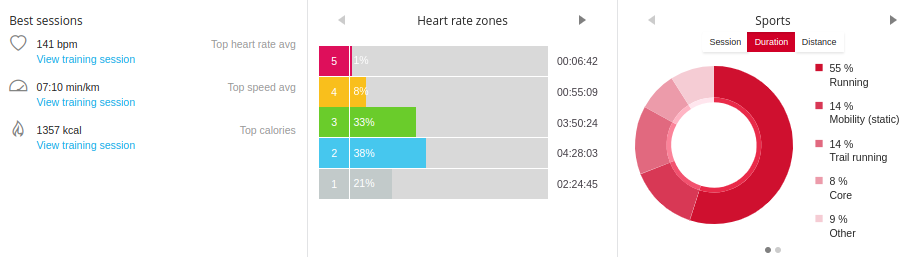 Best sessions
141 bpm
Top heart rate avg
View training session
07:10 min/km
Top speed avg
View training session
1357 kcal
Top calories
View training session
Heart rate zones
5 1% 00:06:42
4 8% 00:55:09
3 33% 03:50:24
2 38% 04:28:03
1 21% 02:24:45
Sports
Session Duration Distance
55 %
Running
14 %
Mobility (static)
14 %
Trail running
8 %
Core
9 %
Other